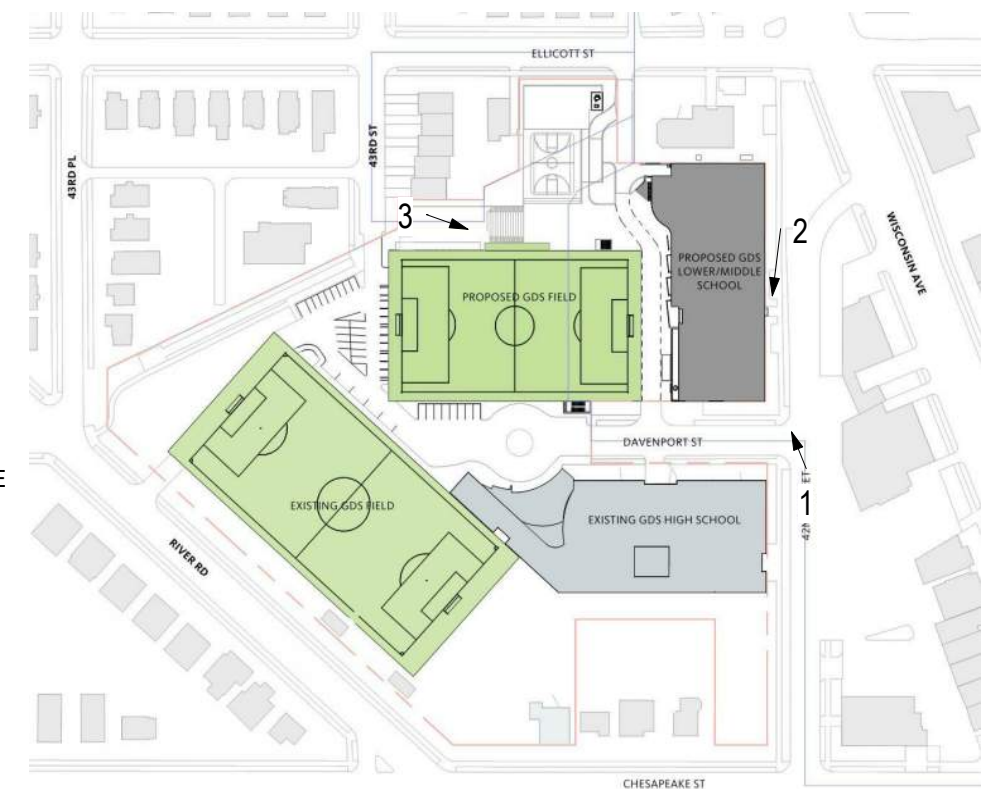 ELLICOTT ST
43RD ST
43RD PL
3
2
WISCONSIN AVE
PROPOSED GDS
LOWER/MIDDLE
SCHOOL
PROPOSED GDS FIELD
DAVENPORT ST
E
EXISTING GDS FIELD
EXISTING GDS HIGH SCHOOL
ET
1
RIVER RD
CHESAPEAKE ST